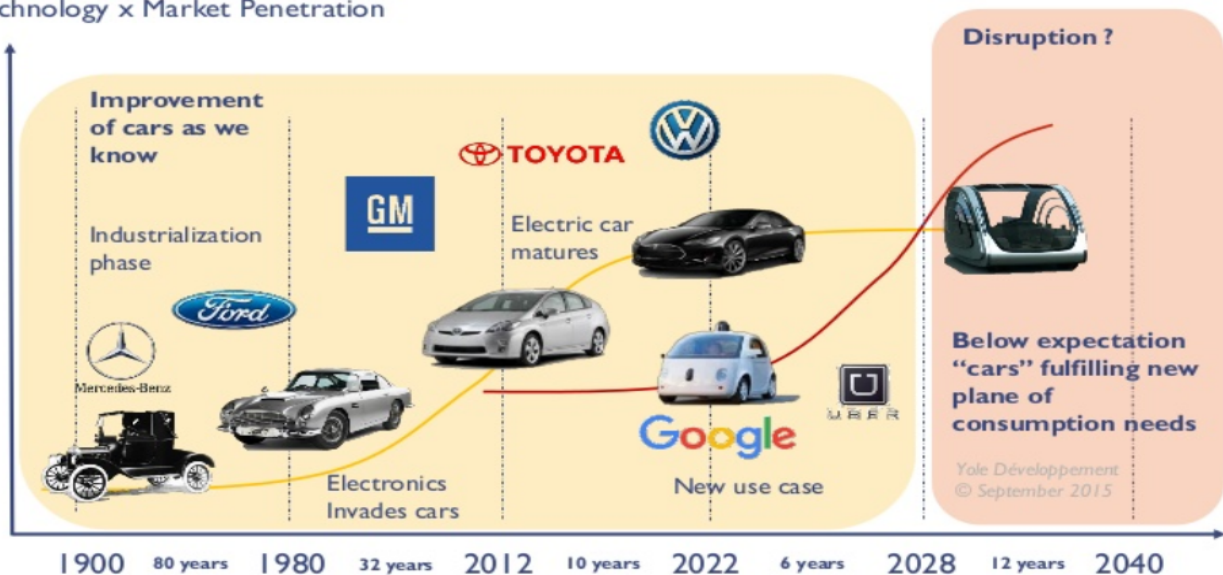 chnology x Market Penetration
Disruption ?
Improvement
of cars as we
know
TOYOTA
GM
Industrialization
phase
Electric car
matures
Ford
Mercedes-Benz
Below expectation
“cars” fulfilling new
plane of
consumption needs
UBER
Google
Electronics
Invades cars
New use case
Yole Développement
© September 2015
1900 80 years 1980 32 years 2012 10 years 2022 6 years 2028 12 years 2040